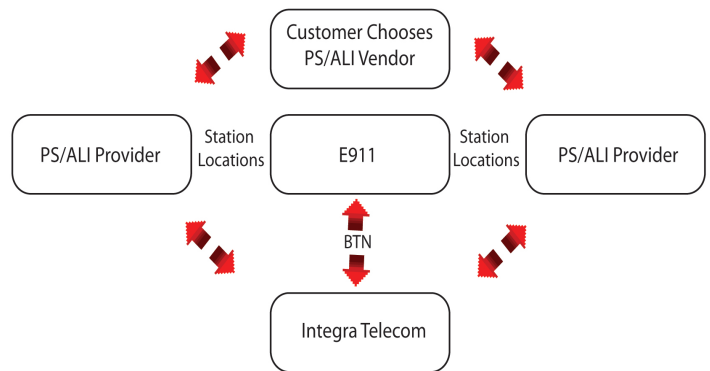 Customer Chooses
PS/ALI Vendor
PS/ALI Provider
Station
Locations
E911
Station
Locations
PS/ALI Provider
BTN
Integra Telecom